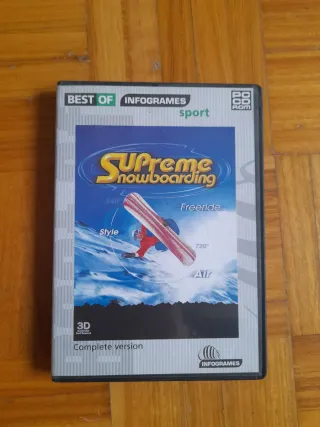 BEST OF INFOGRAMES
sport
PC
CD
ROM
SUPreme
Snowboarding
Freeride
Style
720°
Air
3D
Complete version
INFOGRAMES